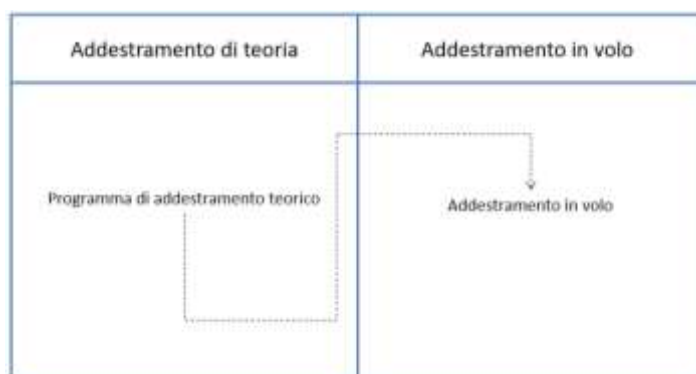 Addestramento di teoria
Addestramento in volo
Programma di addestramento teorico
Addestramento in volo